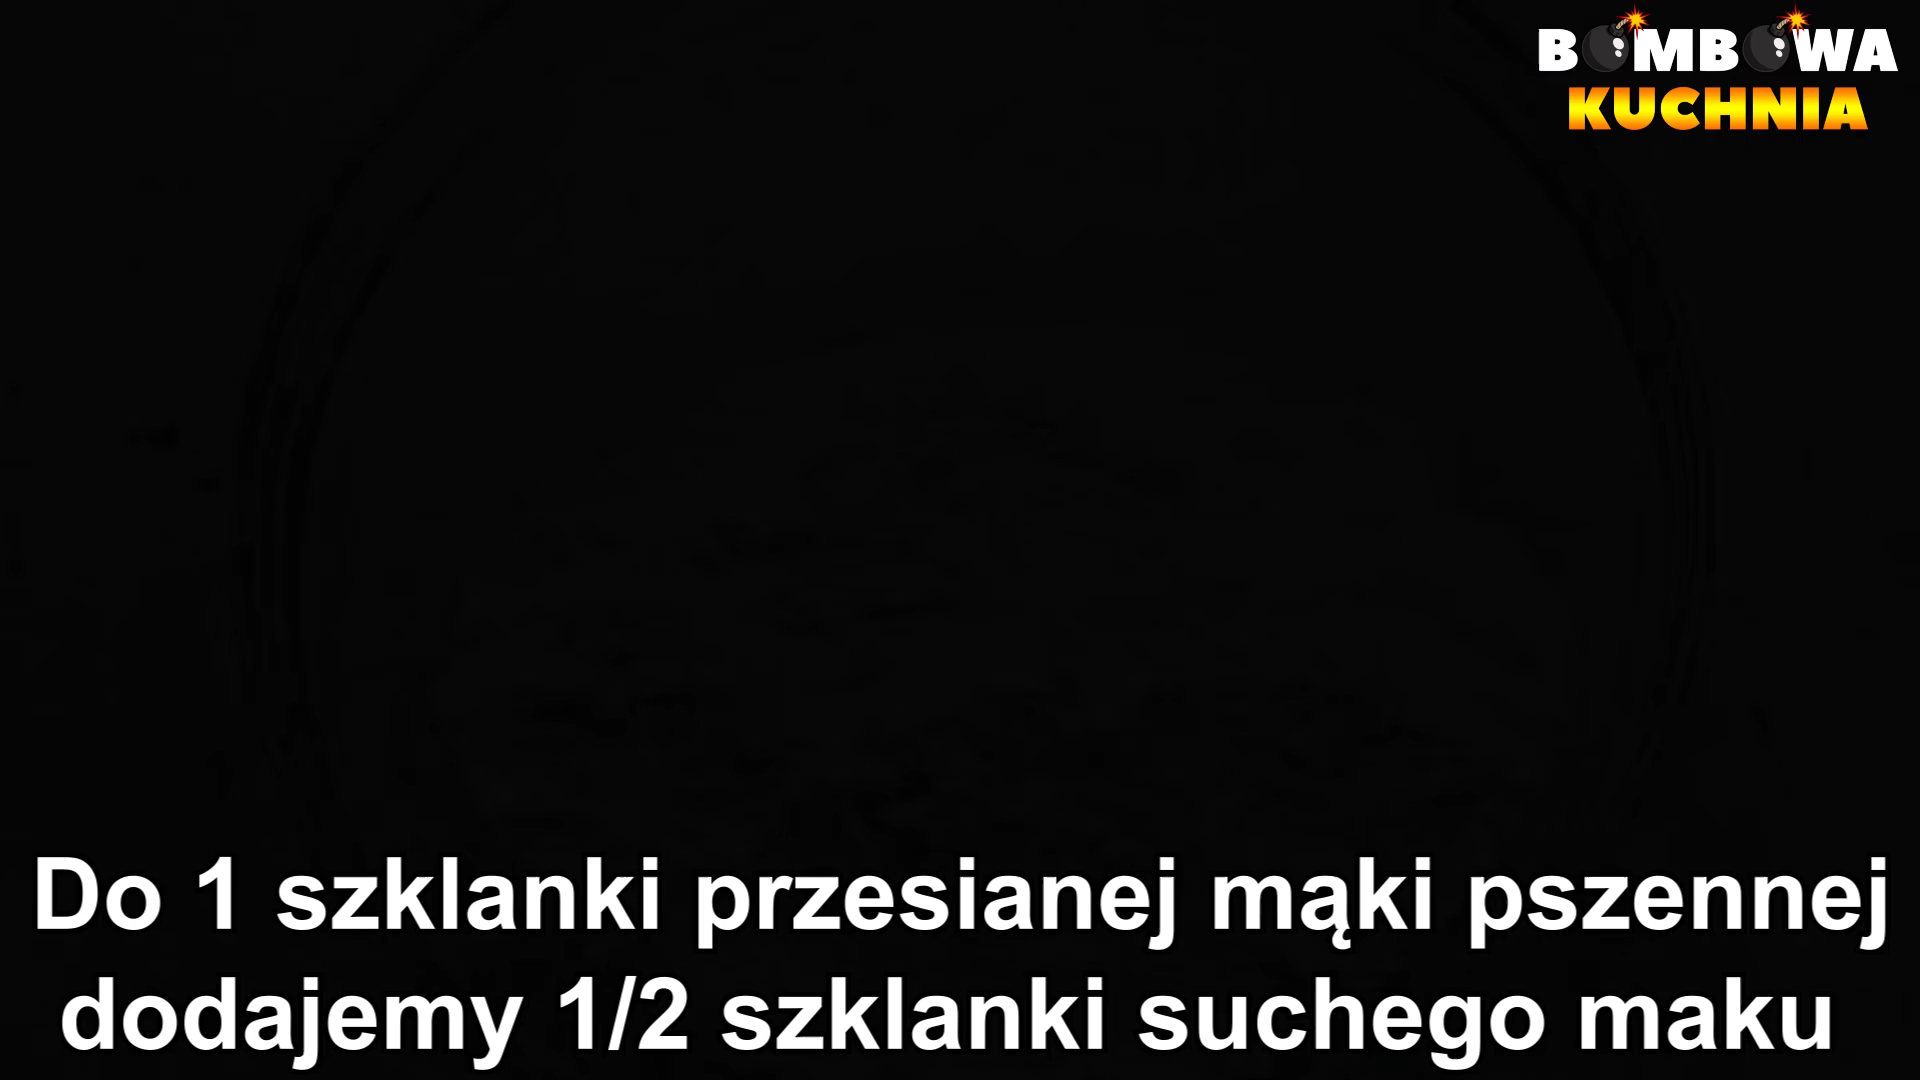 BOMBOWA
KUCHNIA
Do 1 szklanki przesianej mąki pszennej
dodajemy 1/2 szklanki suchego maku